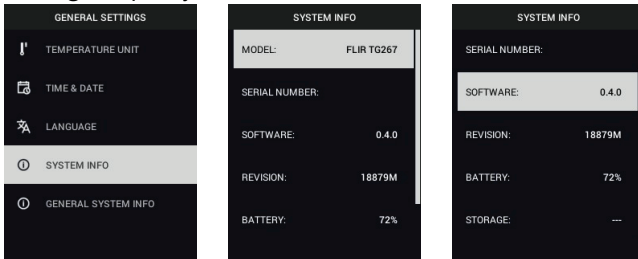 GENERAL SETTINGS
TEMPERATURE UNIT
TIME & DATE
LANGUAGE
SYSTEM INFO
GENERAL SYSTEM INFO
SYSTEM INFO
MODEL: FLIR TG267
SERIAL NUMBER:
SOFTWARE: 0.4.0
REVISION: 18879M
BATTERY: 72%
SYSTEM INFO
SERIAL NUMBER:
SOFTWARE: 0.4.0
REVISION: 18879M
BATTERY: 72%
STORAGE: ---